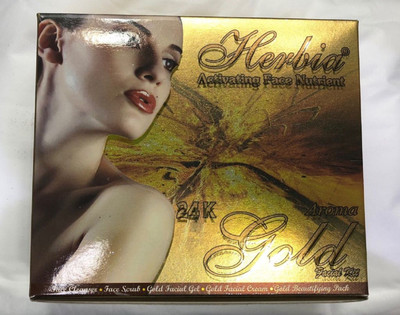 Herbia®
Activating Face Nutrient
24K
Aroma
Gold
Facial Kit
Cleanser • Face Scrub • Gold Facial Gel • Gold Facial Cream • Gold Beautifying Pack